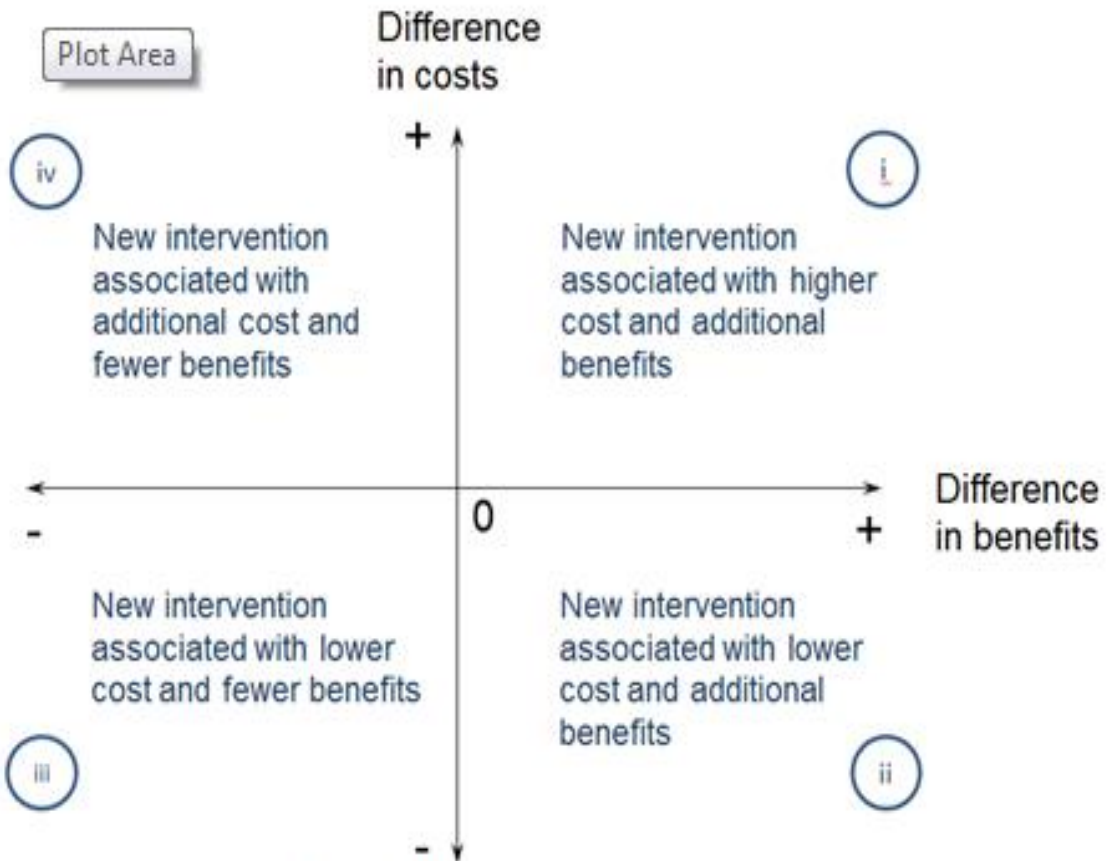 Plot Area
Difference
in costs
+
iv
i
New intervention
associated with
additional cost and
fewer benefits
New intervention
associated with higher
cost and additional
benefits
0
-
+
Difference
in benefits
New intervention
associated with lower
cost and fewer benefits
New intervention
associated with lower
cost and additional
benefits
iii
ii
-